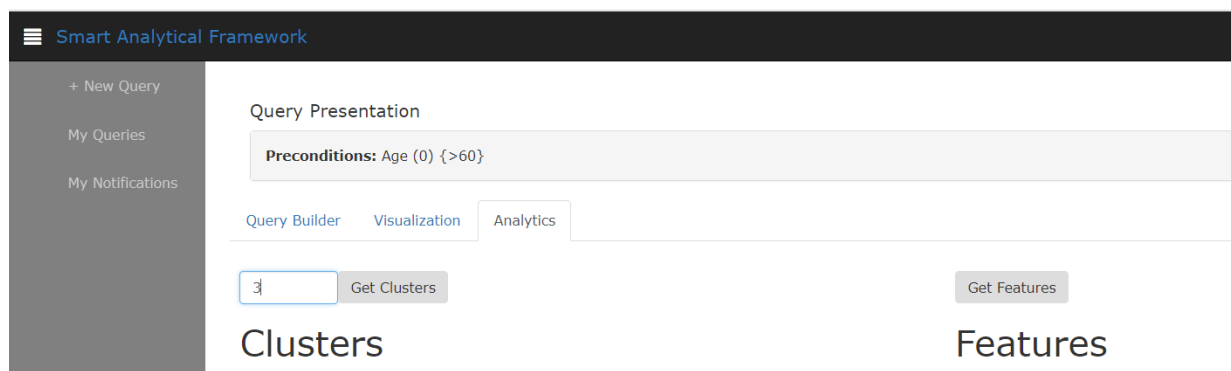 Smart Analytical Framework
+ New Query
My Queries
My Notifications
Query Presentation
Preconditions: Age (0) {>60}
Query Builder Visualization Analytics
3 Get Clusters Get Features
Clusters Features